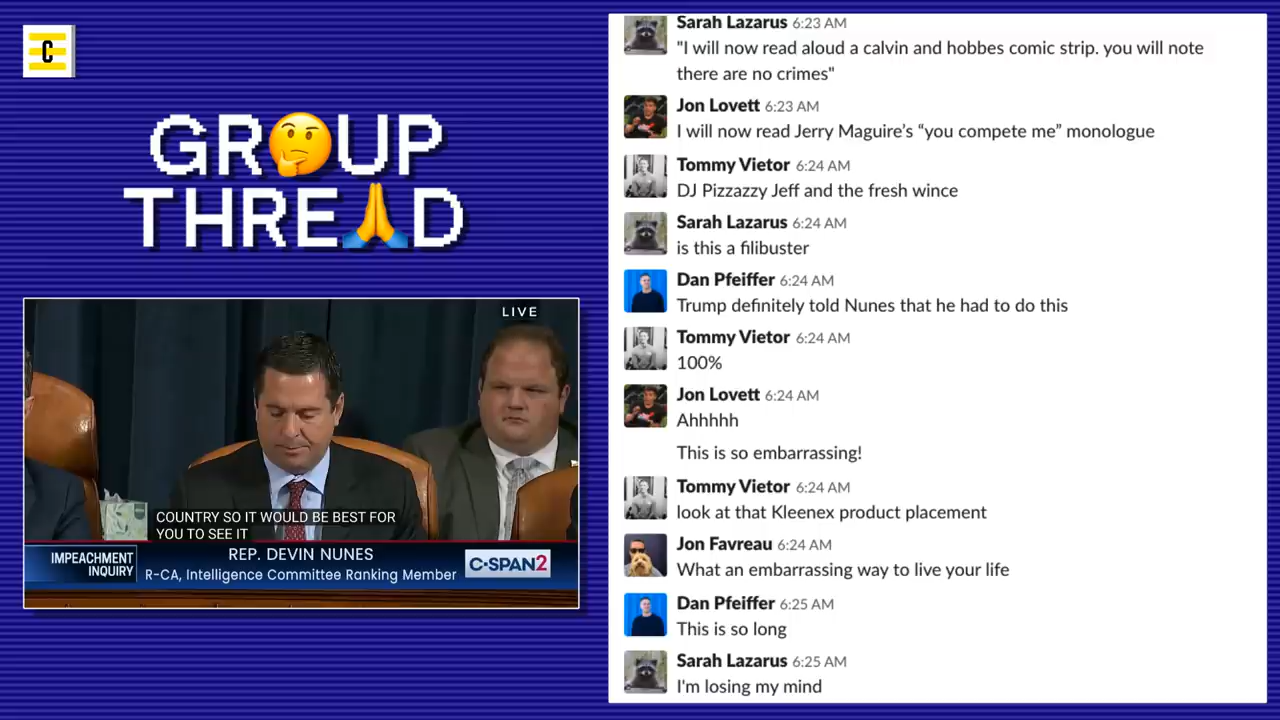 C
GR🤔UP
THRE🙏D
LIVE
COUNTRY SO IT WOULD BE BEST FOR
YOU TO SEE IT
IMPEACHMENT
INQUIRY
REP. DEVIN NUNES
R-CA, Intelligence Committee Ranking Member
C-SPAN2
Sarah Lazarus 6:23 AM
"I will now read aloud a calvin and hobbes comic strip. you will note
there are no crimes"
Jon Lovett 6:23 AM
I will now read Jerry Maguire’s “you compete me” monologue
Tommy Vietor 6:24 AM
DJ Pizzazzy Jeff and the fresh wince
Sarah Lazarus 6:24 AM
is this a filibuster
Dan Pfeiffer 6:24 AM
Trump definitely told Nunes that he had to do this
Tommy Vietor 6:24 AM
100%
Jon Lovett 6:24 AM
Ahhhhh
This is so embarrassing!
Tommy Vietor 6:24 AM
look at that Kleenex product placement
Jon Favreau 6:24 AM
What an embarrassing way to live your life
Dan Pfeiffer 6:25 AM
This is so long
Sarah Lazarus 6:25 AM
I'm losing my mind